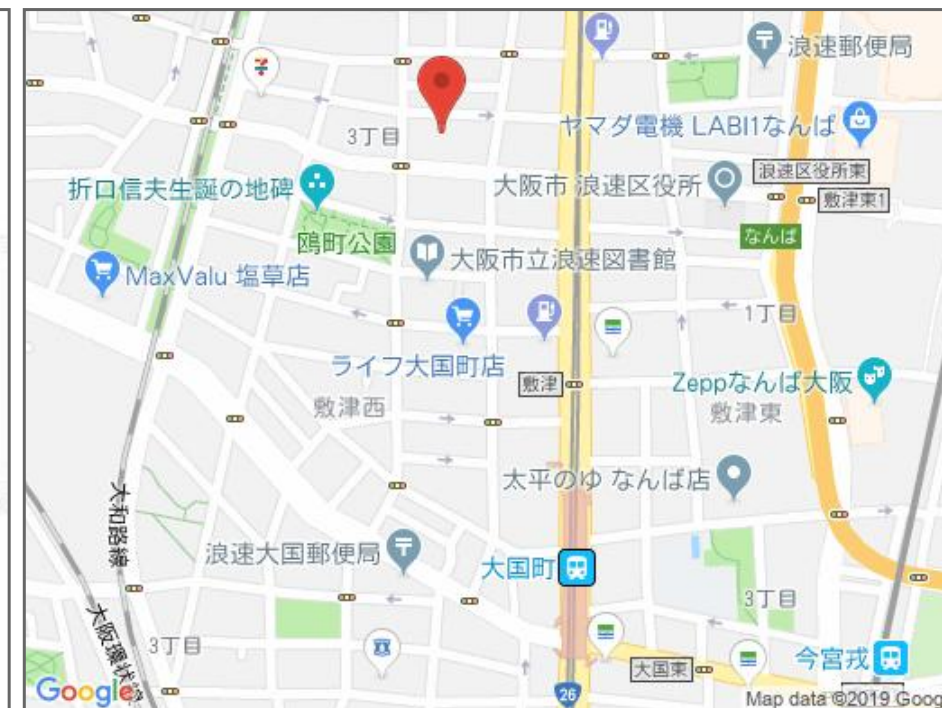 浪速郵便局
ヤマダ電機 LABI1なんば
3丁目
浪速区役所東
大阪市 浪速区役所
折口信夫生誕の地碑
敷津東1
なんば
鴎町公園
大阪市立浪速図書館
MaxValu 塩草店
1丁目
ライフ大国町店
敷津
Zeppなんば大阪
敷津西
敷津東
太平のゆ なんば店
大和路線
浪速大国郵便局
大国町
3丁目
大阪環状線
3丁目
今宮戎
大国東
26
Google
Map data ©2019 Goog